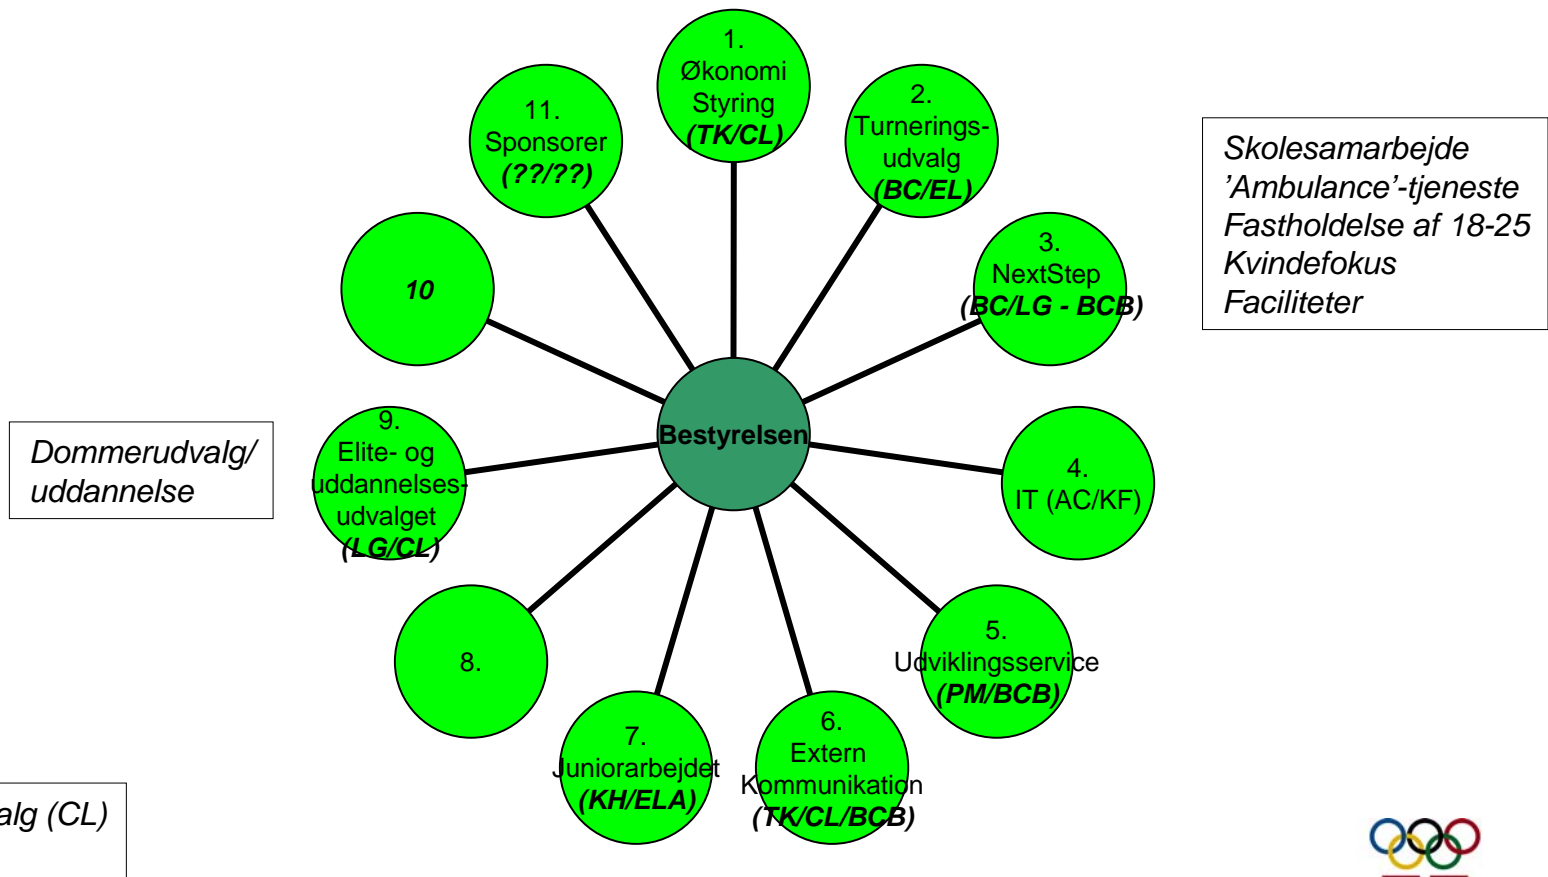 1.
Økonomi
Styring
(TK/CL)
2.
Turnerings-
udvalg
(BC/EL)
3.
NextStep
(BC/LG - BCB)
4.
IT (AC/KF)
5.
Udviklingsservice
(PM/BCB)
6.
Extern
Kommunikation
(TK/CL/BCB)
7.
Juniorarbejdet
(KH/ELA)
8.
9.
Elite- og
uddannelses-
udvalget
(LG/CL)
10
11.
Sponsorer
(??/??)
Bestyrelsen
Skolesamarbejde
’Ambulance’-tjeneste
Fastholdelse af 18-25
Kvindefokus
Faciliteter
Dommerudvalg/
uddannelse
alg (CL)